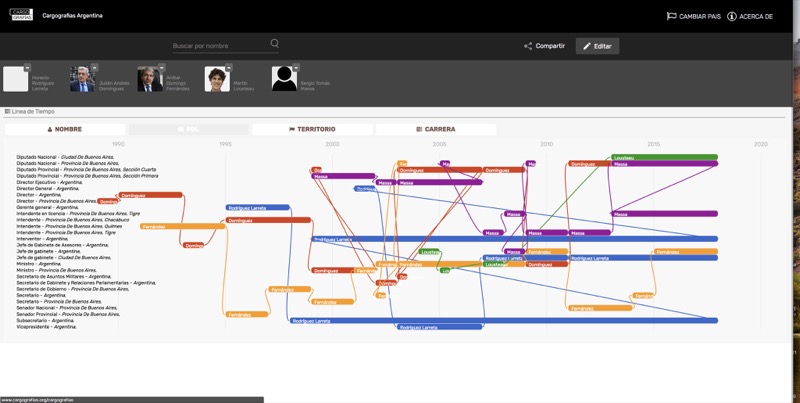 CARGO
GRAFÍAS
Cargografias Argentina
CAMBIAR PAIS
ACERCA DE
Buscar por nombre
Compartir
Editar
Horacio
Rodríguez
Larreta
Julián Andrés
Domínguez
Aníbal
Domingo
Fernández
Martín
Lousteau
Sergio Tomás
Massa
Línea de Tiempo
NOMBRE
ROL
TERRITORIO
CARRERA
1990
1995
2000
2005
2010
2015
2020
Diputado Nacional - Ciudad De Buenos Aires,
Diputado Nacional - Provincia De Buenos Aires,
Diputado Provincial - Provincia De Buenos Aires, Sección Cuarta
Diputado Provincial - Provincia De Buenos Aires, Sección Primera
Director Ejecutivo - Argentina,
Director General - Argentina,
Director - Argentina,
Director - Provincia De Buenos Aires,
Gerente general - Argentina,
Intendente en licencia - Provincia De Buenos Aires, Tigre
Intendente - Provincia De Buenos Aires, Chacabuco
Intendente - Provincia De Buenos Aires, Quilmes
Intendente - Provincia De Buenos Aires, Tigre
Interventor - Argentina,
Jefe de Gabinete de Asesores - Argentina,
Jefe de gabinete - Argentina,
Jefe de gabinete - Ciudad De Buenos Aires,
Ministro - Argentina,
Ministro - Provincia De Buenos Aires,
Secretario de Asuntos Militares - Argentina,
Secretario de Gabinete y Relaciones Parlamentarias - Argentina,
Secretario de Gobierno - Provincia De Buenos Aires,
Secretario - Argentina,
Secretario - Provincia De Buenos Aires,
Senador Nacional - Provincia De Buenos Aires,
Senador Provincial - Provincia De Buenos Aires,
Subsecretario - Argentina,
Vicepresidente - Argentina,
Lousteau
Massa
Domínguez
Domínguez
Domínguez
Massa
Massa
Massa
Domínguez
Rodríguez Larreta
Massa
Massa
Domínguez
Fernández
Massa
Massa
Massa
Rodríguez Larreta
Massa
Fernández
Fernández
Rodríguez Larreta
Rodríguez Larreta
Lousteau
Domínguez
Domínguez
Fernández
Fernández
Fernández
Fernández
Fernández
Rodríguez Larreta
Rodríguez Larreta
www.cargografias.org/cargografias